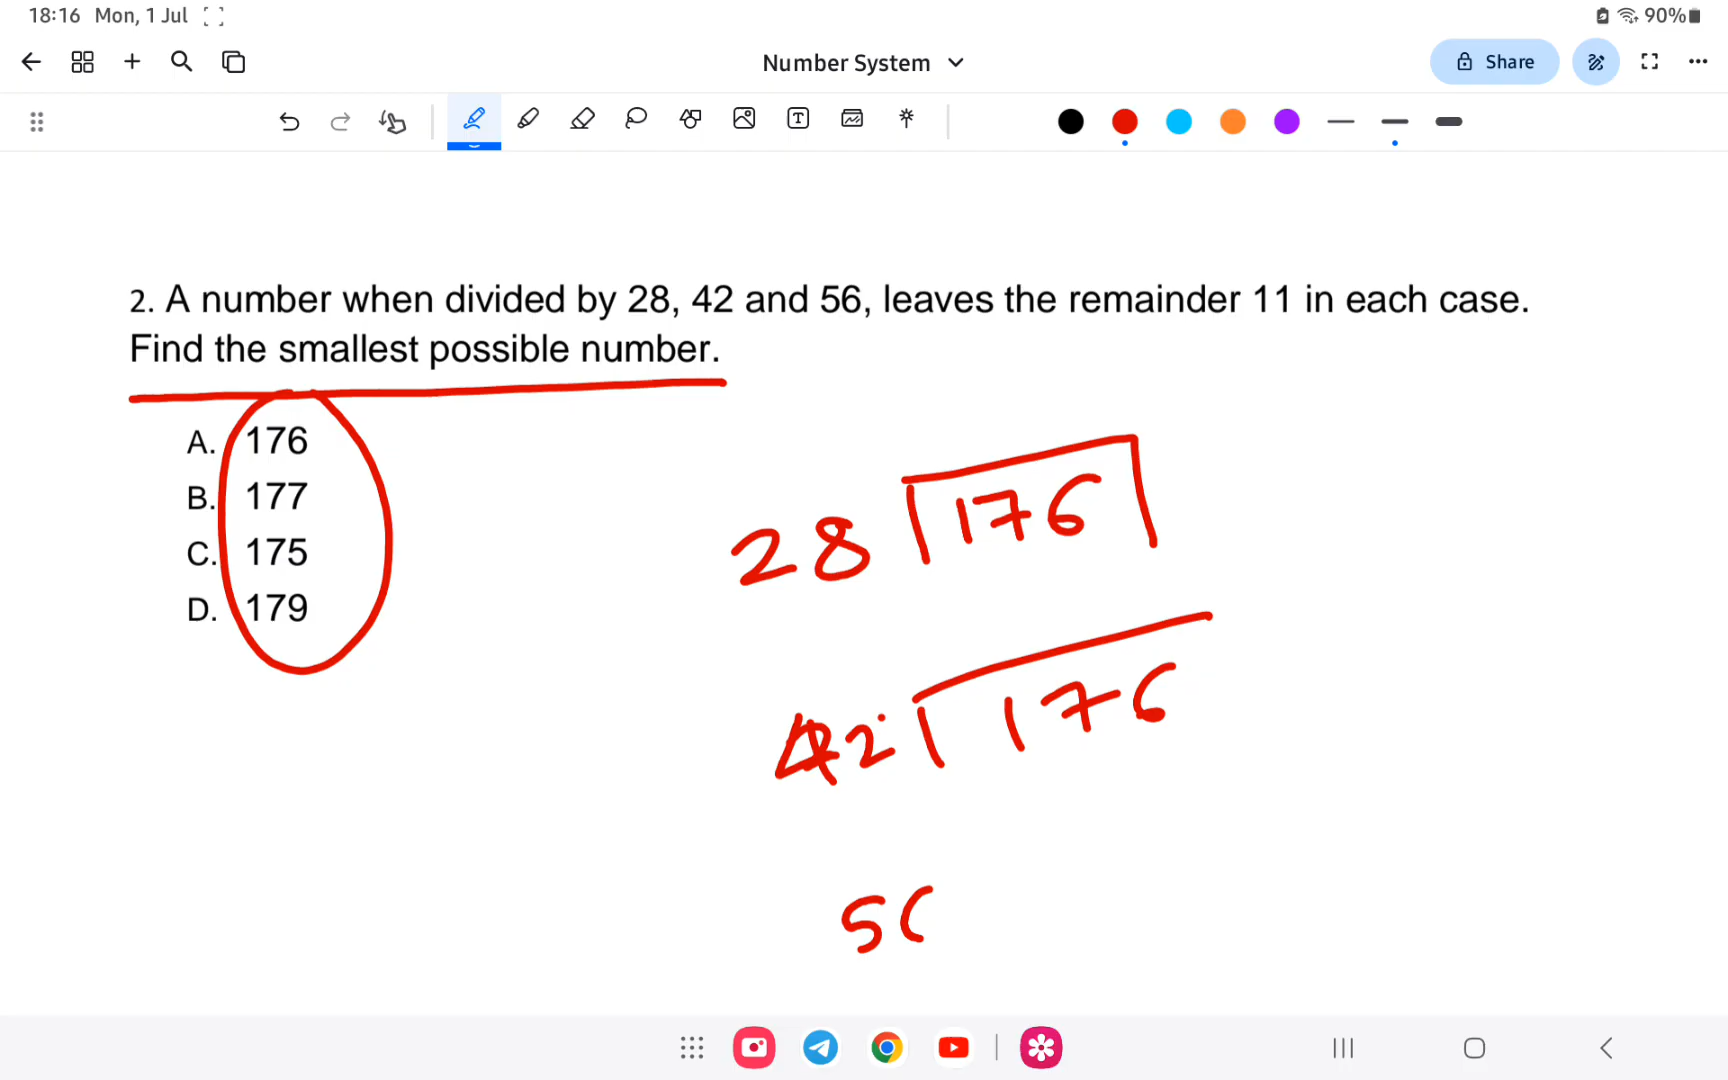 18:16 Mon, 1 Jul 90%
Number System
Share
2. A number when divided by 28, 42 and 56, leaves the remainder 11 in each case.
Find the smallest possible number.
A. 176
B. 177
C. 175
D. 179
28 176
42 176